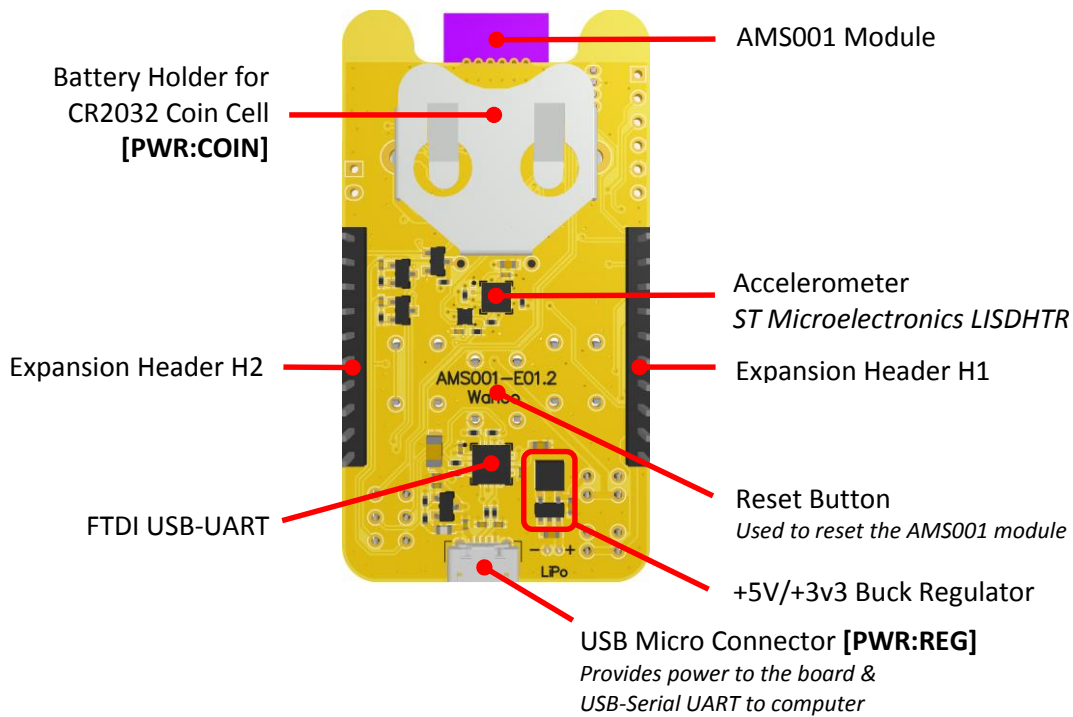 AMS001 Module
Battery Holder for
CR2032 Coin Cell
[PWR:COIN]
Accelerometer
ST Microelectronics LISDHTR
Expansion Header H2
Expansion Header H1
AMS001-E01.2
Reset Button
Used to reset the AMS001 module
FTDI USB-UART
- +
LiPo
+5V/+3v3 Buck Regulator
USB Micro Connector [PWR:REG]
Provides power to the board &
USB-Serial UART to computer